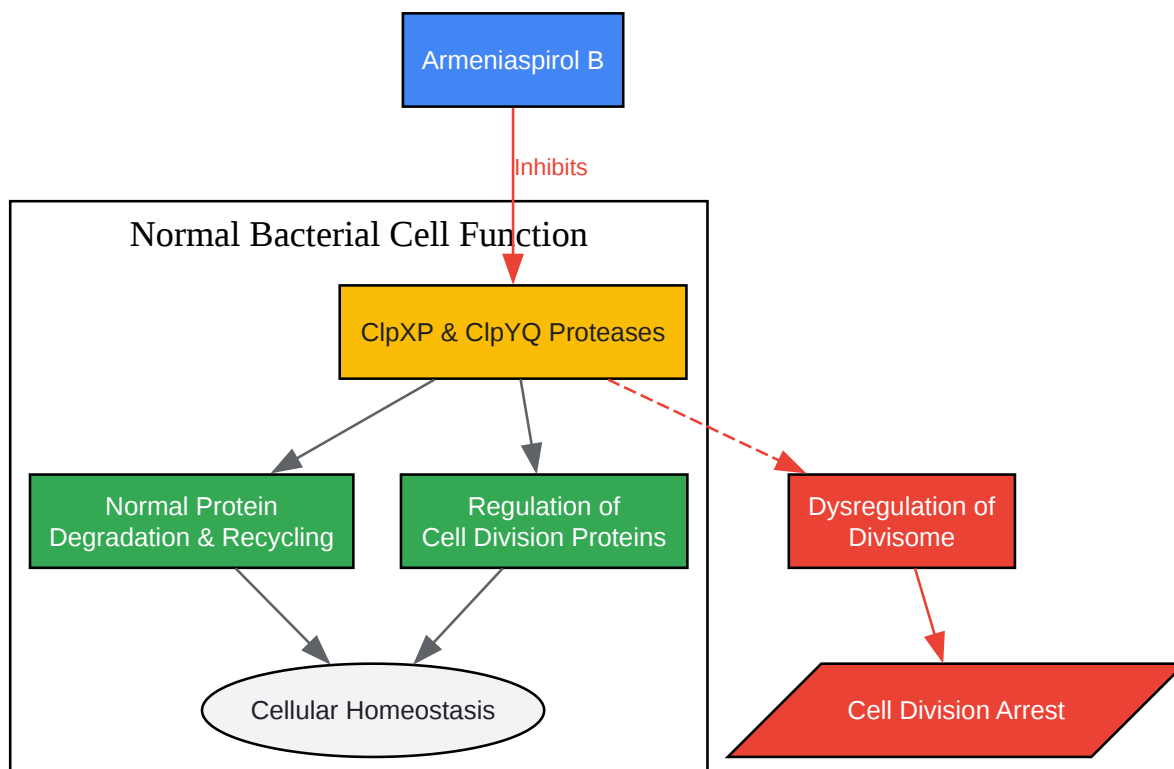 Armeniaspirol B
Inhibits
Normal Bacterial Cell Function
ClpXP & ClpYQ Proteases
Normal Protein
Degradation & Recycling
Regulation of
Cell Division Proteins
Dysregulation of
Divisome
Cellular Homeostasis
Cell Division Arrest